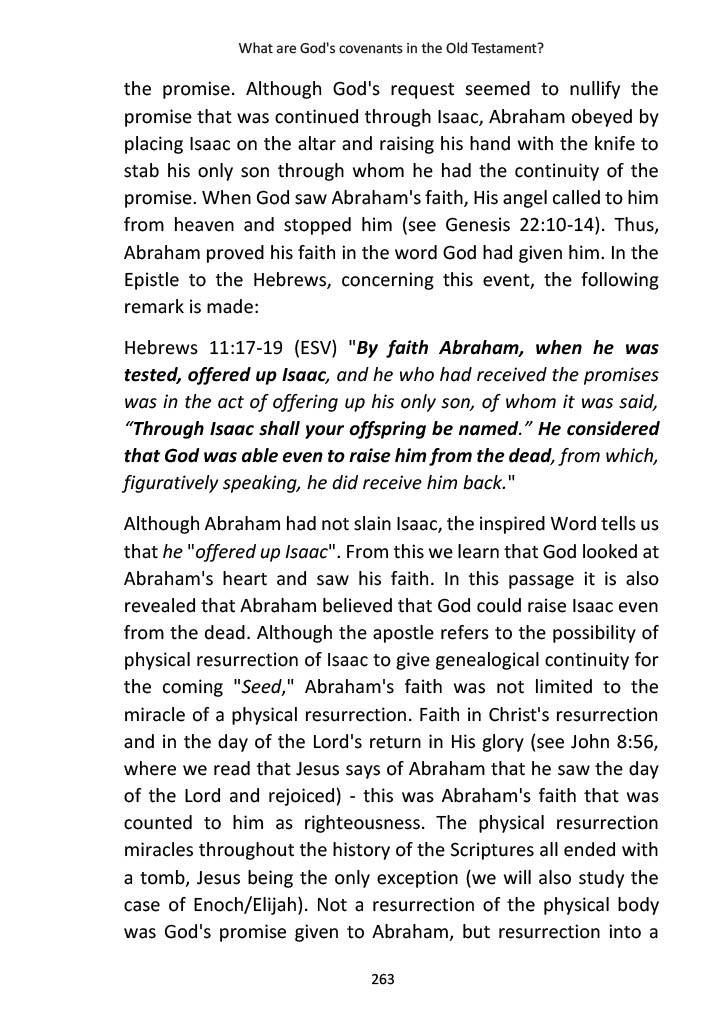 What are God's covenants in the Old Testament?
the promise. Although God's request seemed to nullify the
promise that was continued through Isaac, Abraham obeyed by
placing Isaac on the altar and raising his hand with the knife to
stab his only son through whom he had the continuity of the
promise. When God saw Abraham's faith, His angel called to him
from heaven and stopped him (see Genesis 22:10-14). Thus,
Abraham proved his faith in the word God had given him. In the
Epistle to the Hebrews, concerning this event, the following
remark is made:
Hebrews 11:17-19 (ESV) "By faith Abraham, when he was
tested, offered up Isaac, and he who had received the promises
was in the act of offering up his only son, of whom it was said,
“Through Isaac shall your offspring be named.” He considered
that God was able even to raise him from the dead, from which,
figuratively speaking, he did receive him back."
Although Abraham had not slain Isaac, the inspired Word tells us
that he "offered up Isaac". From this we learn that God looked at
Abraham's heart and saw his faith. In this passage it is also
revealed that Abraham believed that God could raise Isaac even
from the dead. Although the apostle refers to the possibility of
physical resurrection of Isaac to give genealogical continuity for
the coming "Seed," Abraham's faith was not limited to the
miracle of a physical resurrection. Faith in Christ's resurrection
and in the day of the Lord's return in His glory (see John 8:56,
where we read that Jesus says of Abraham that he saw the day
of the Lord and rejoiced) - this was Abraham's faith that was
counted to him as righteousness. The physical resurrection
miracles throughout the history of the Scriptures all ended with
a tomb, Jesus being the only exception (we will also study the
case of Enoch/Elijah). Not a resurrection of the physical body
was God's promise given to Abraham, but resurrection into a
263